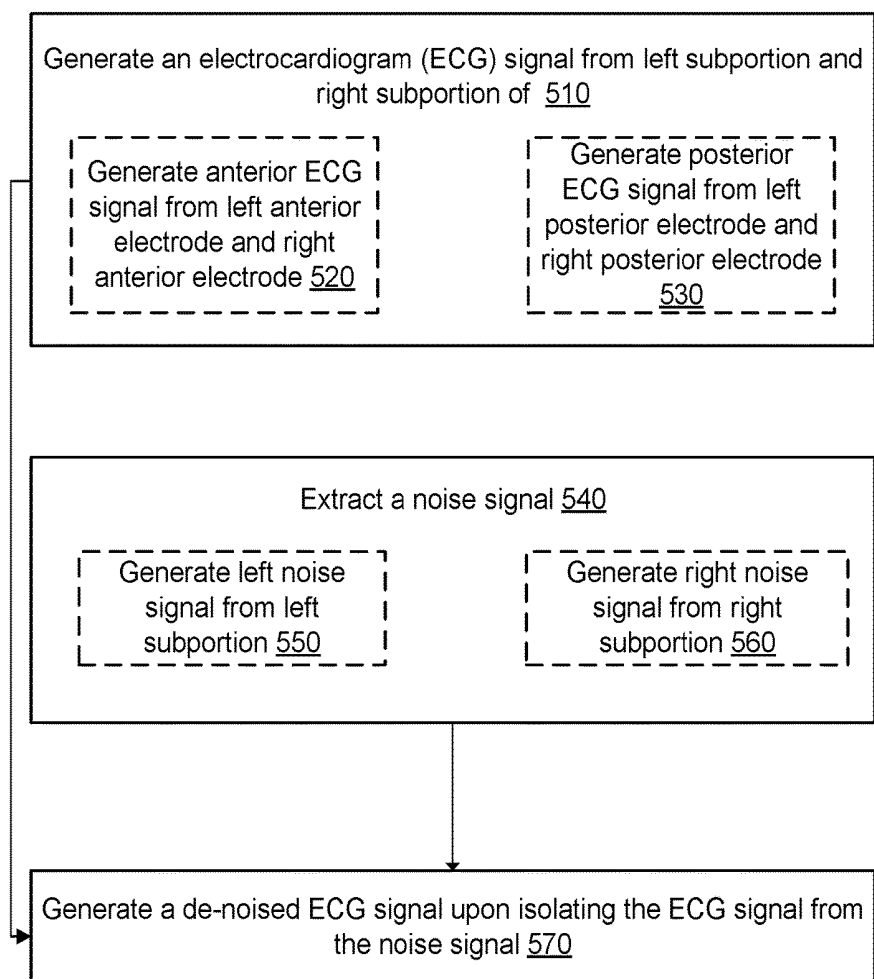 Generate an electrocardiogram (ECG) signal from left subportion and
right subportion of 510
Generate anterior ECG
signal from left anterior
electrode and right
anterior electrode 520
Generate posterior
ECG signal from left
posterior electrode and
right posterior electrode
530
Extract a noise signal 540
Generate left noise
signal from left
subportion 550
Generate right noise
signal from right
subportion 560
Generate a de-noised ECG signal upon isolating the ECG signal from
the noise signal 570